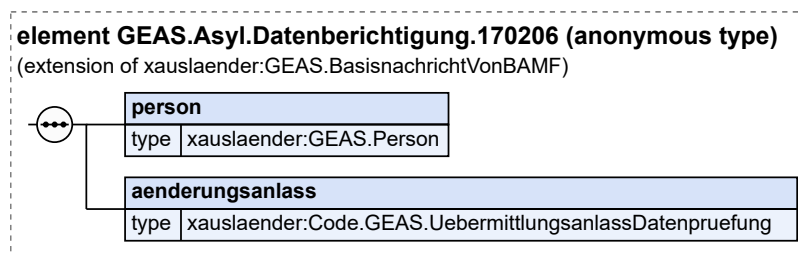 element GEAS.Asyl.Datenberichtigung.170206 (anonymous type)
(extension of xauslaender:GEAS.BasisnachrichtVonBAMF)
person
type xauslaender:GEAS.Person
aenderungsanlass
type xauslaender:Code.GEAS.UebermittlungsanlassDatenpruefung